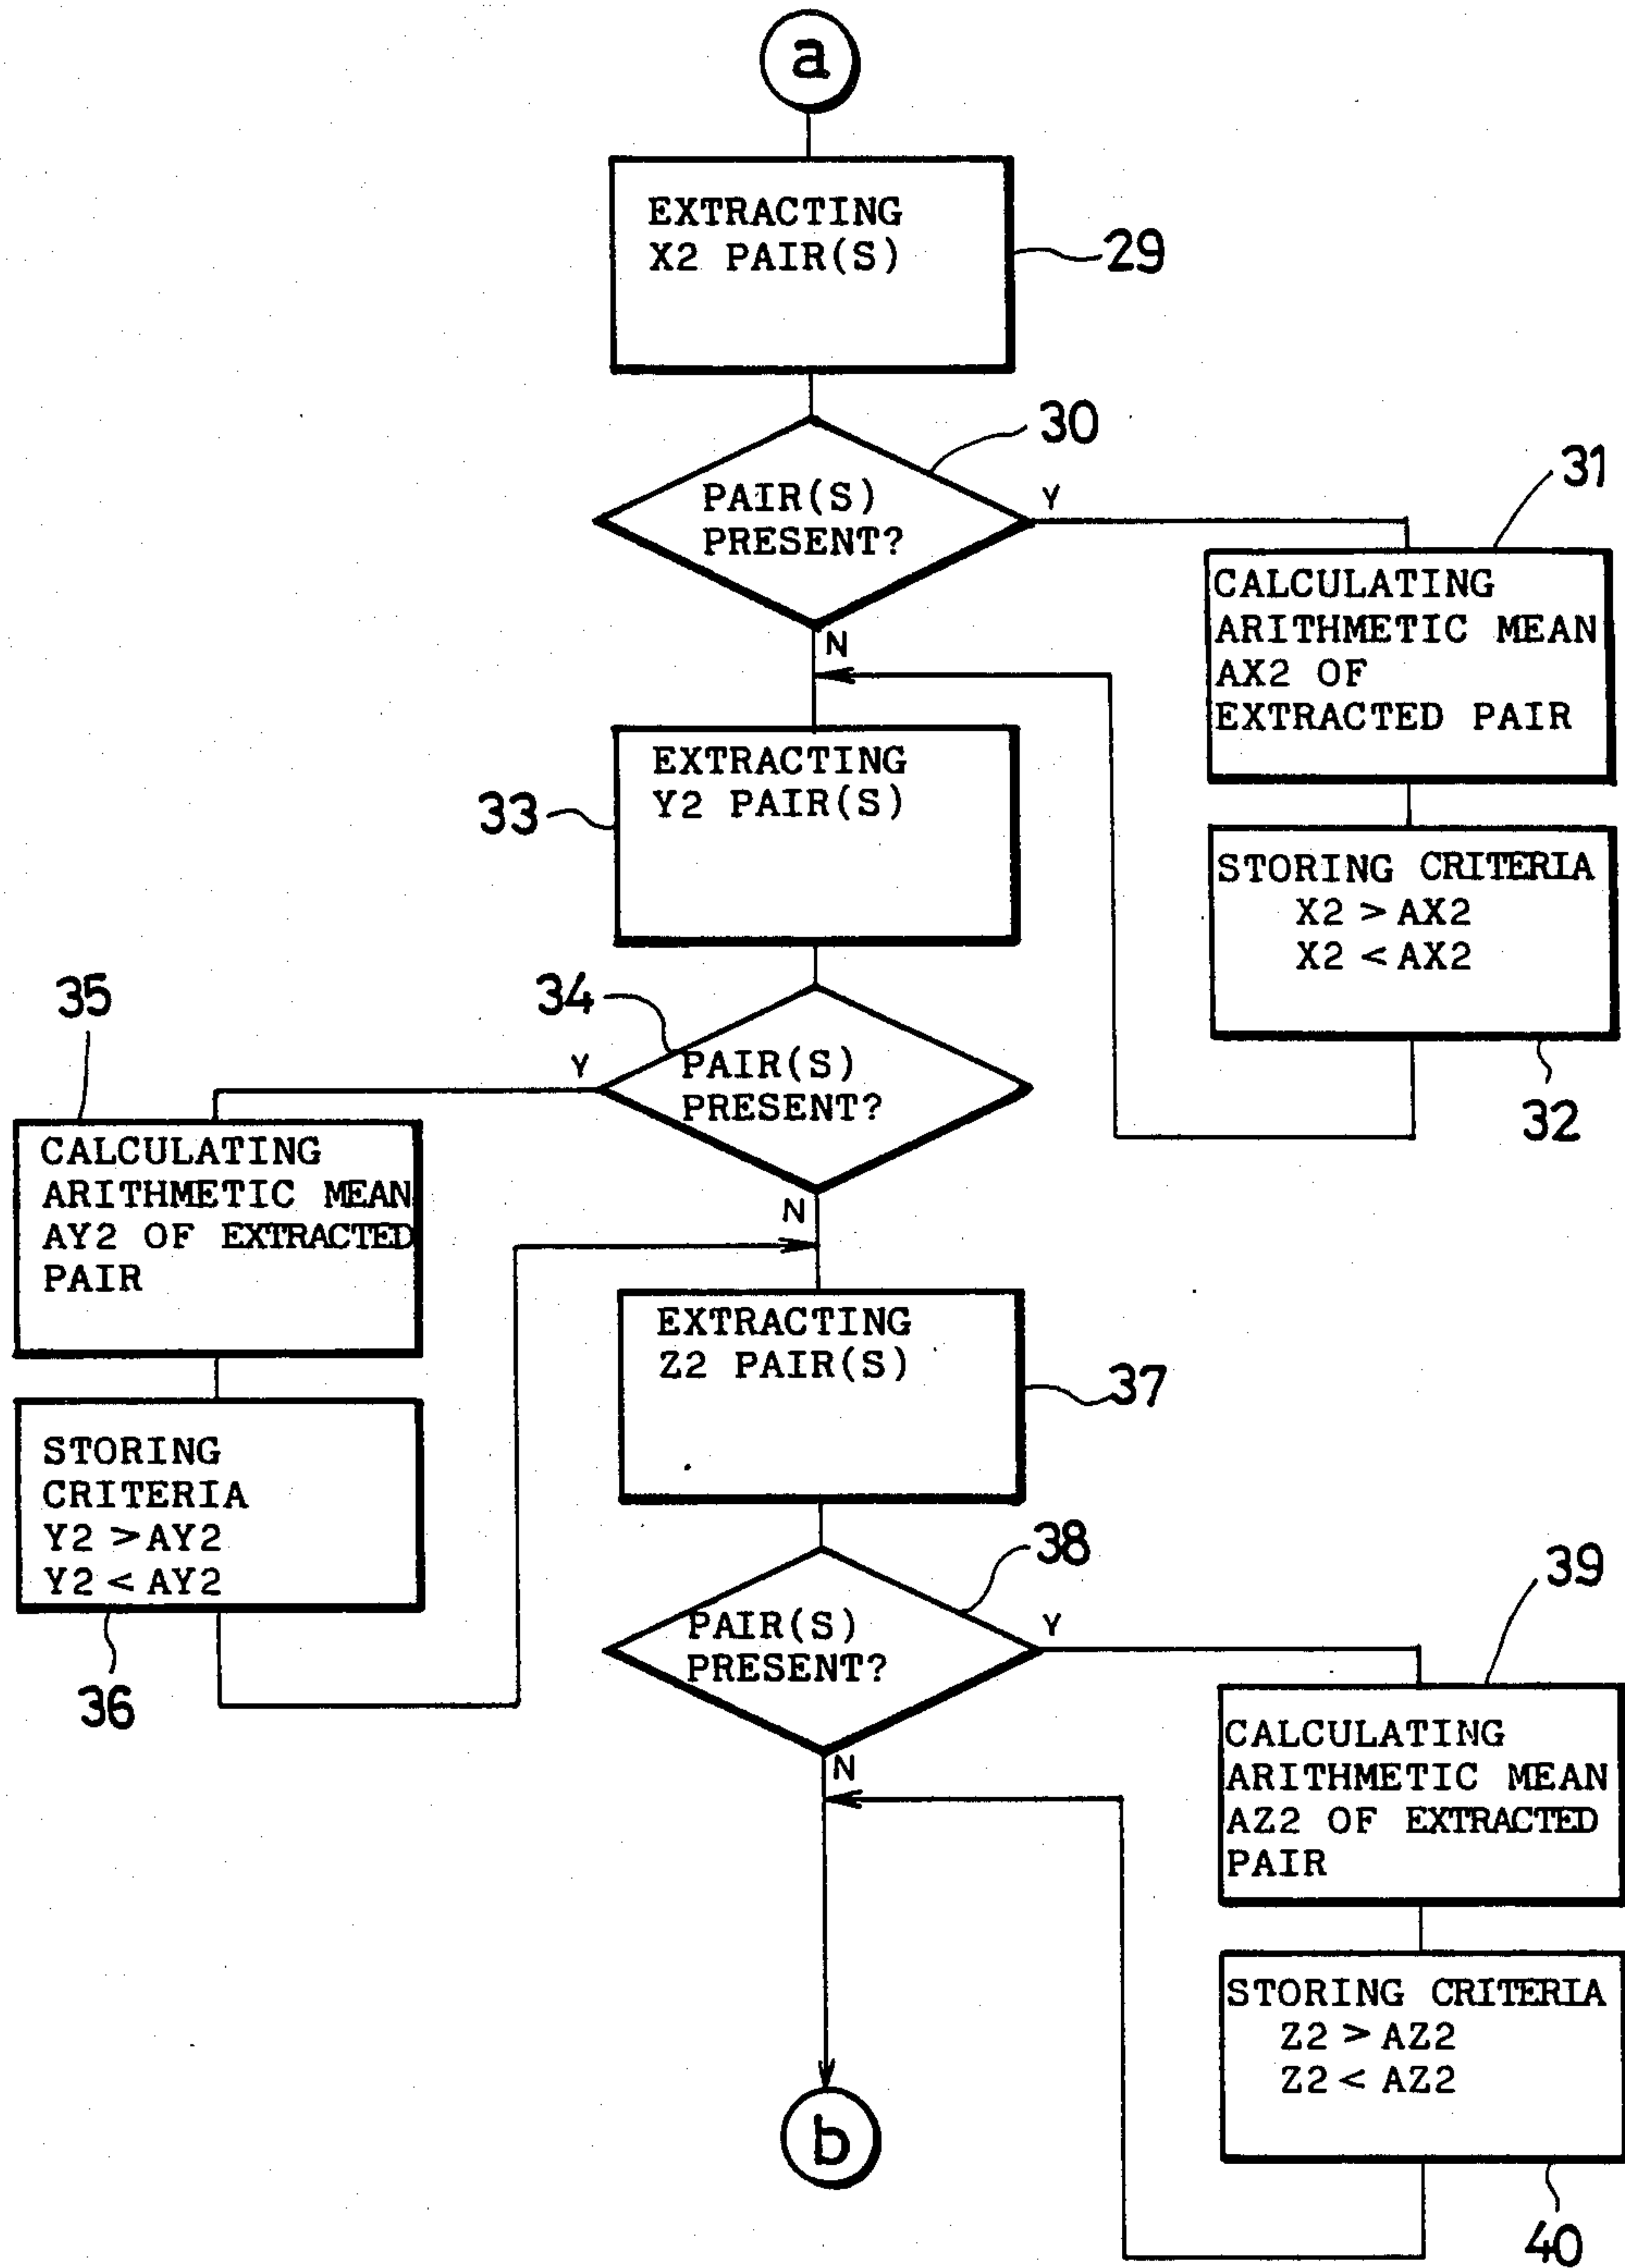 a
EXTRACTING
X2 PAIR(S)
29
30
PAIR(S)
PRESENT?
Y
N
31
CALCULATING
ARITHMETIC MEAN
AX2 OF
EXTRACTED PAIR
STORING CRITERIA
X2 > AX2
X2 < AX2
32
EXTRACTING
Y2 PAIR(S)
33
34
PAIR(S)
PRESENT?
Y
N
35
CALCULATING
ARITHMETIC MEAN
AY2 OF EXTRACTED
PAIR
STORING
CRITERIA
Y2 > AY2
Y2 < AY2
36
EXTRACTING
Z2 PAIR(S)
37
38
PAIR(S)
PRESENT?
Y
N
39
CALCULATING
ARITHMETIC MEAN
AZ2 OF EXTRACTED
PAIR
STORING CRITERIA
Z2 > AZ2
Z2 < AZ2
40
b